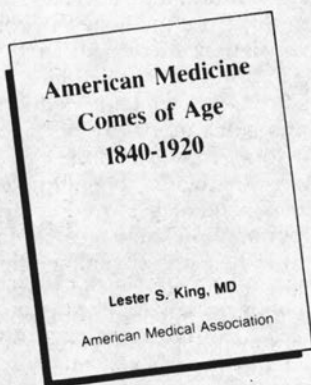 American Medicine
Comes of Age
1840-1920
Lester S. King, MD
American Medical Association